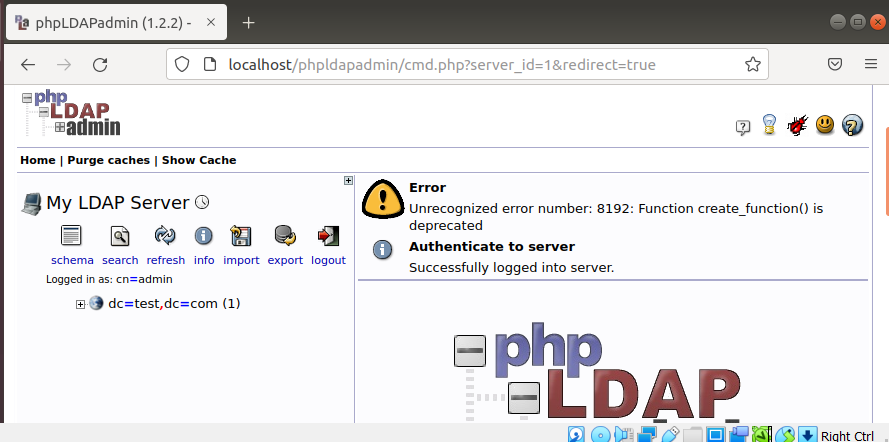 phpLDAPadmin (1.2.2) -
localhost/phpldapadmin/cmd.php?server_id=1&redirect=true
php
LDAP
admin
Home | Purge caches | Show Cache
My LDAP Server
schema search refresh info import export logout
Logged in as: cn=admin
dc=test,dc=com (1)
Error
Unrecognized error number: 8192: Function create_function() is
deprecated
Authenticate to server
Successfully logged into server.
php
LDAP
Right Ctrl